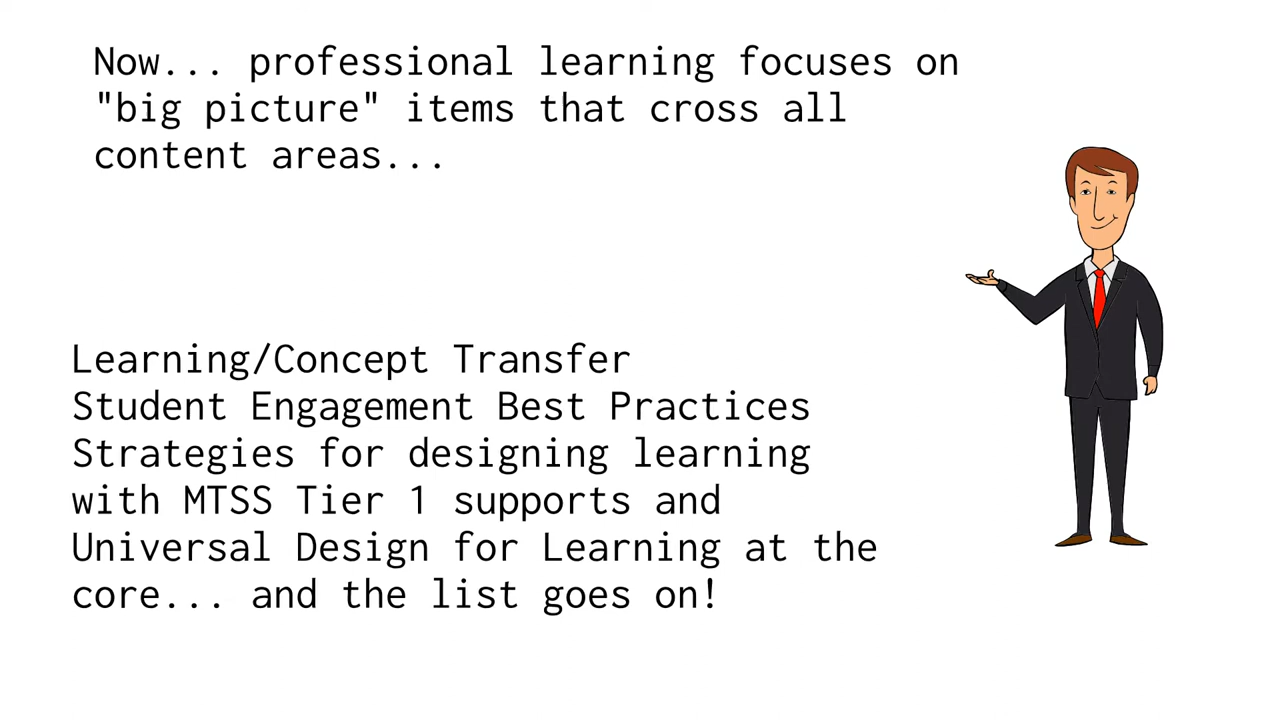 Now... professional learning focuses on
"big picture" items that cross all
content areas...
Learning/Concept Transfer
Student Engagement Best Practices
Strategies for designing learning
with MTSS Tier 1 supports and
Universal Design for Learning at the
core... and the list goes on!